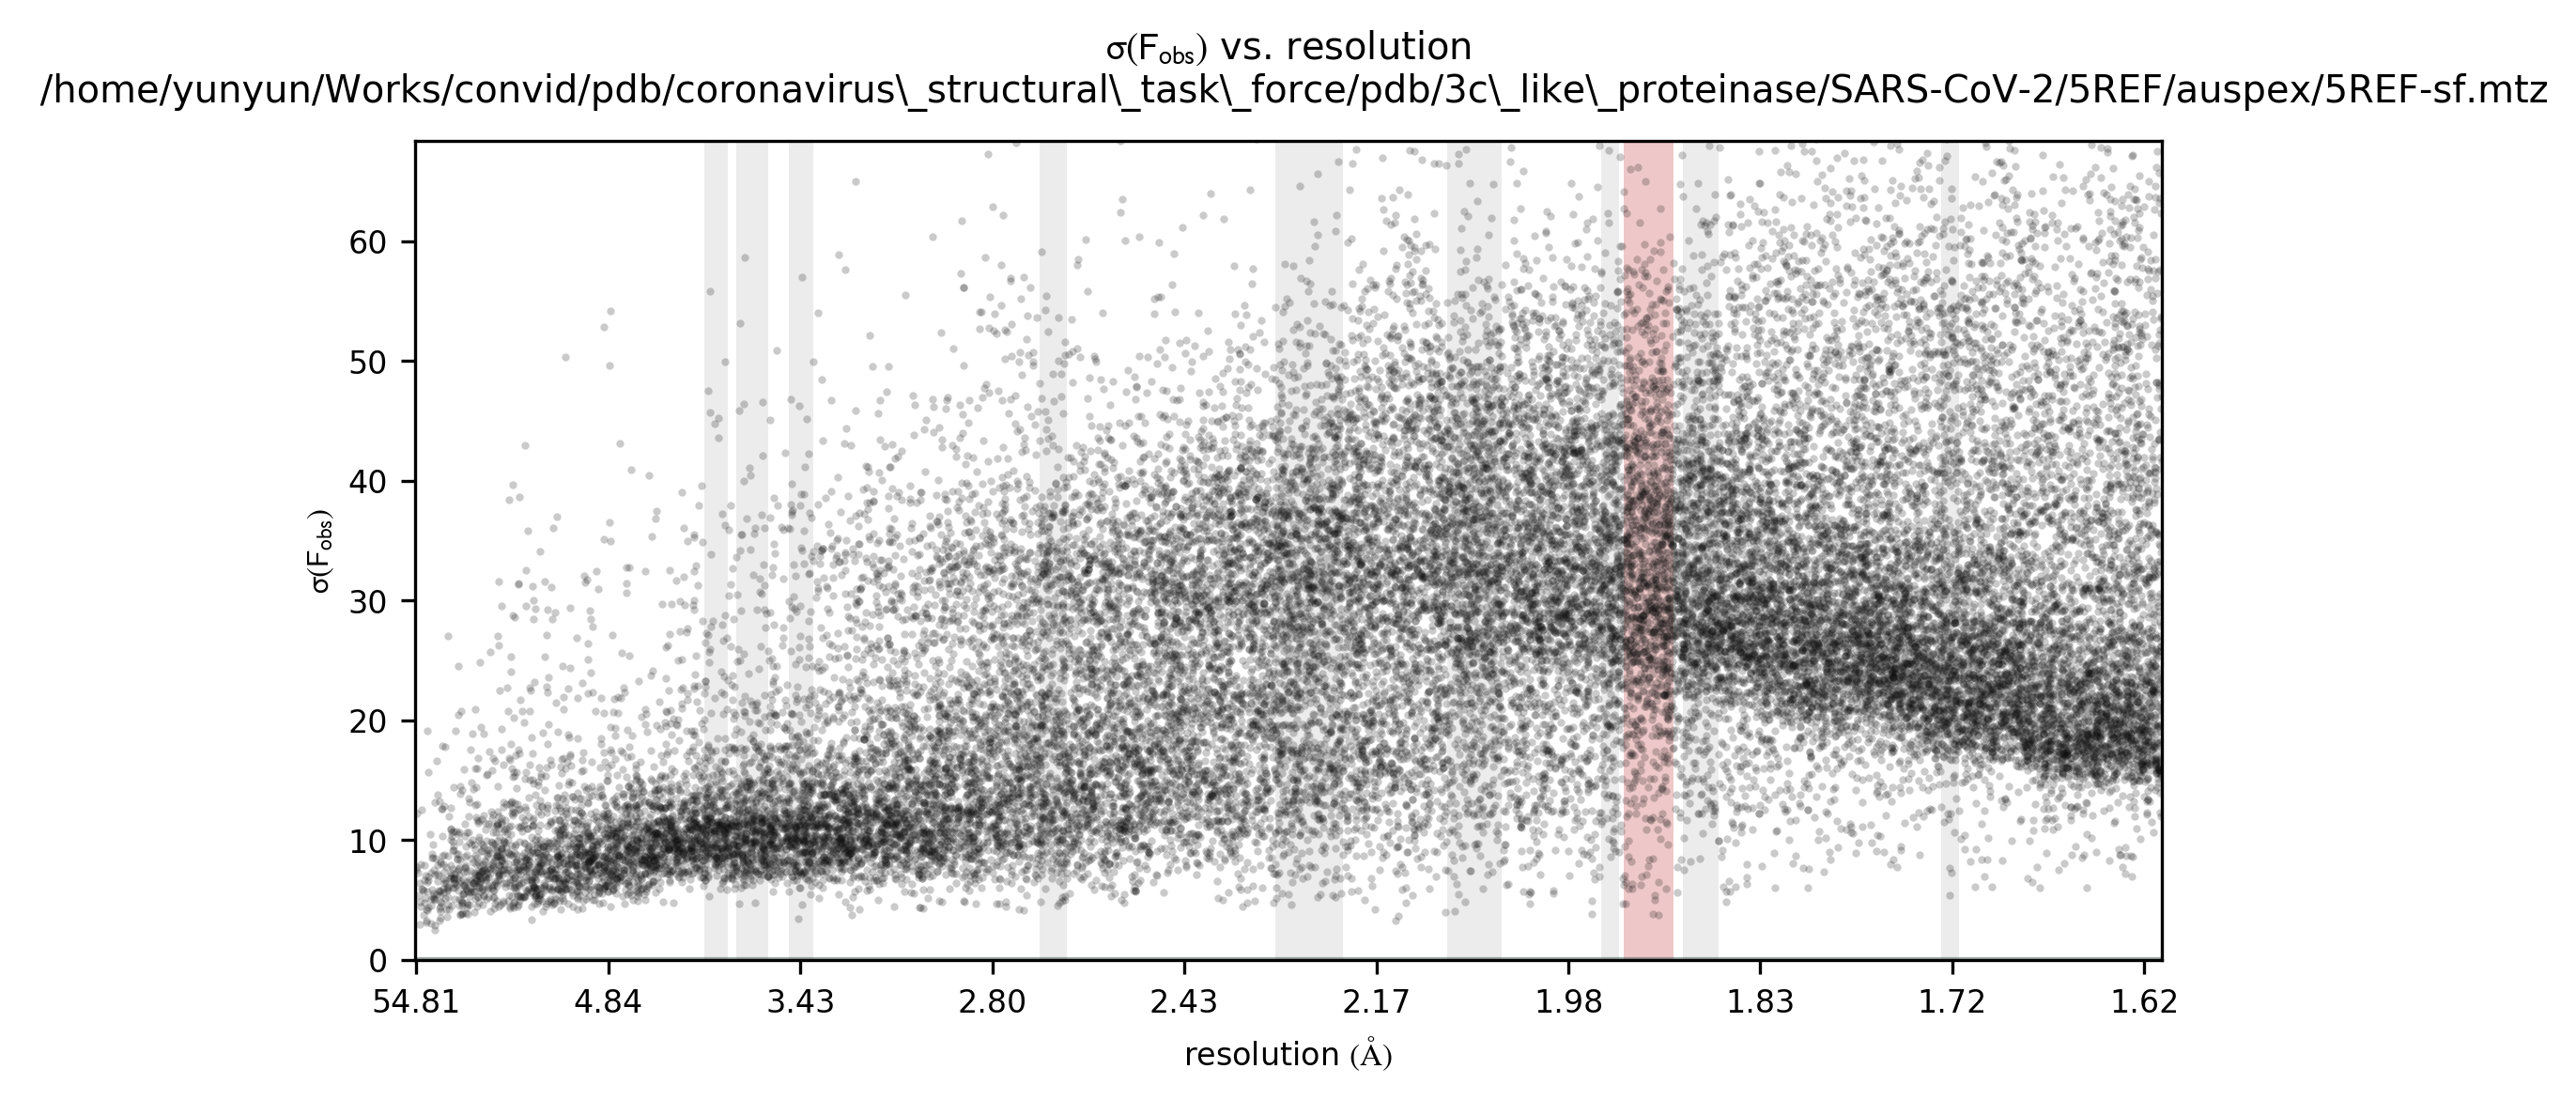 σ(Fobs) vs. resolution
/home/yunyun/Works/convid/pdb/coronavirus\_structural\_task\_force/pdb/3c\_like\_proteinase/SARS-CoV-2/5REF/auspex/5REF-sf.mtz
σ(Fobs)
60
50
40
30
20
10
0
54.81 4.84 3.43 2.80 2.43 2.17 1.98 1.83 1.72 1.62
resolution (Å)